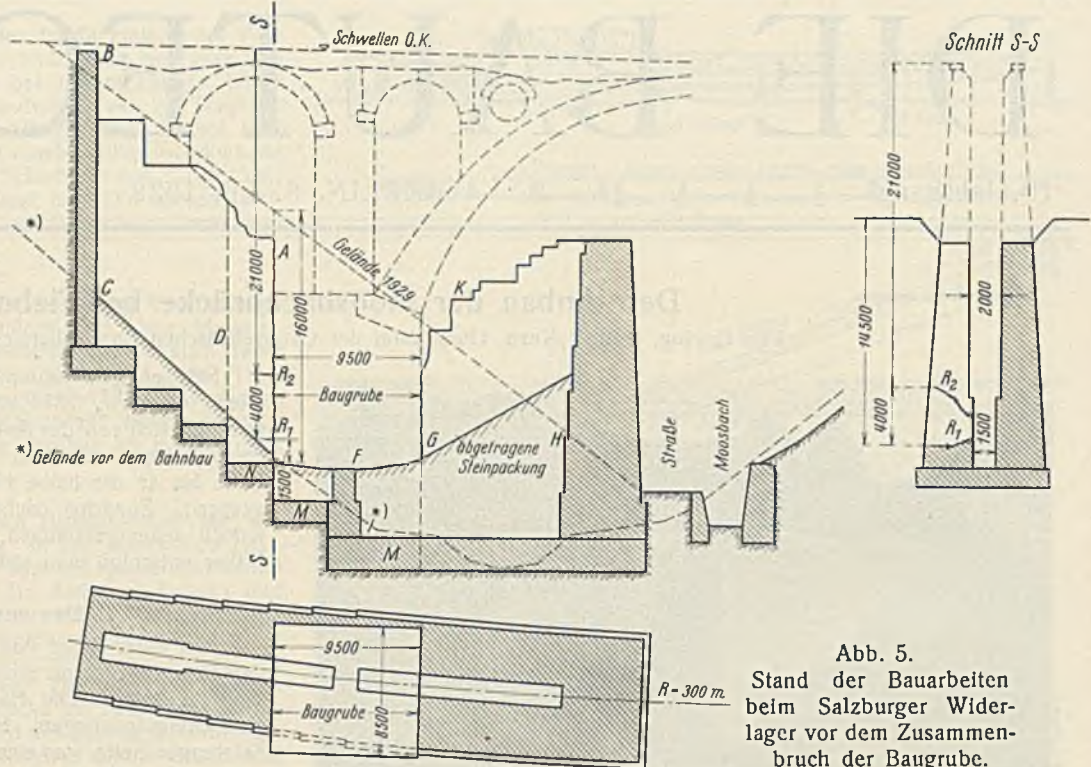 S
Schwellen O.K.
Schnitt S-S
B
*)
C
D
A
Gelände 1929
K
21000
16000
9500
Baugrube
R₂
R₁
4000
1500
N
F
G
H
M
M
abgetragene
Steinpackung
*)
*) Gelände vor dem Bahnbau
Straße
Moosbach
S
21000
14500
4000
2000
1500
R₂
R₁
9500
Baugrube
8500
R-300 m.
Abb. 5.
Stand der Bauarbeiten
beim Salzburger Wider-
lager vor dem Zusammen-
bruch der Baugrube.